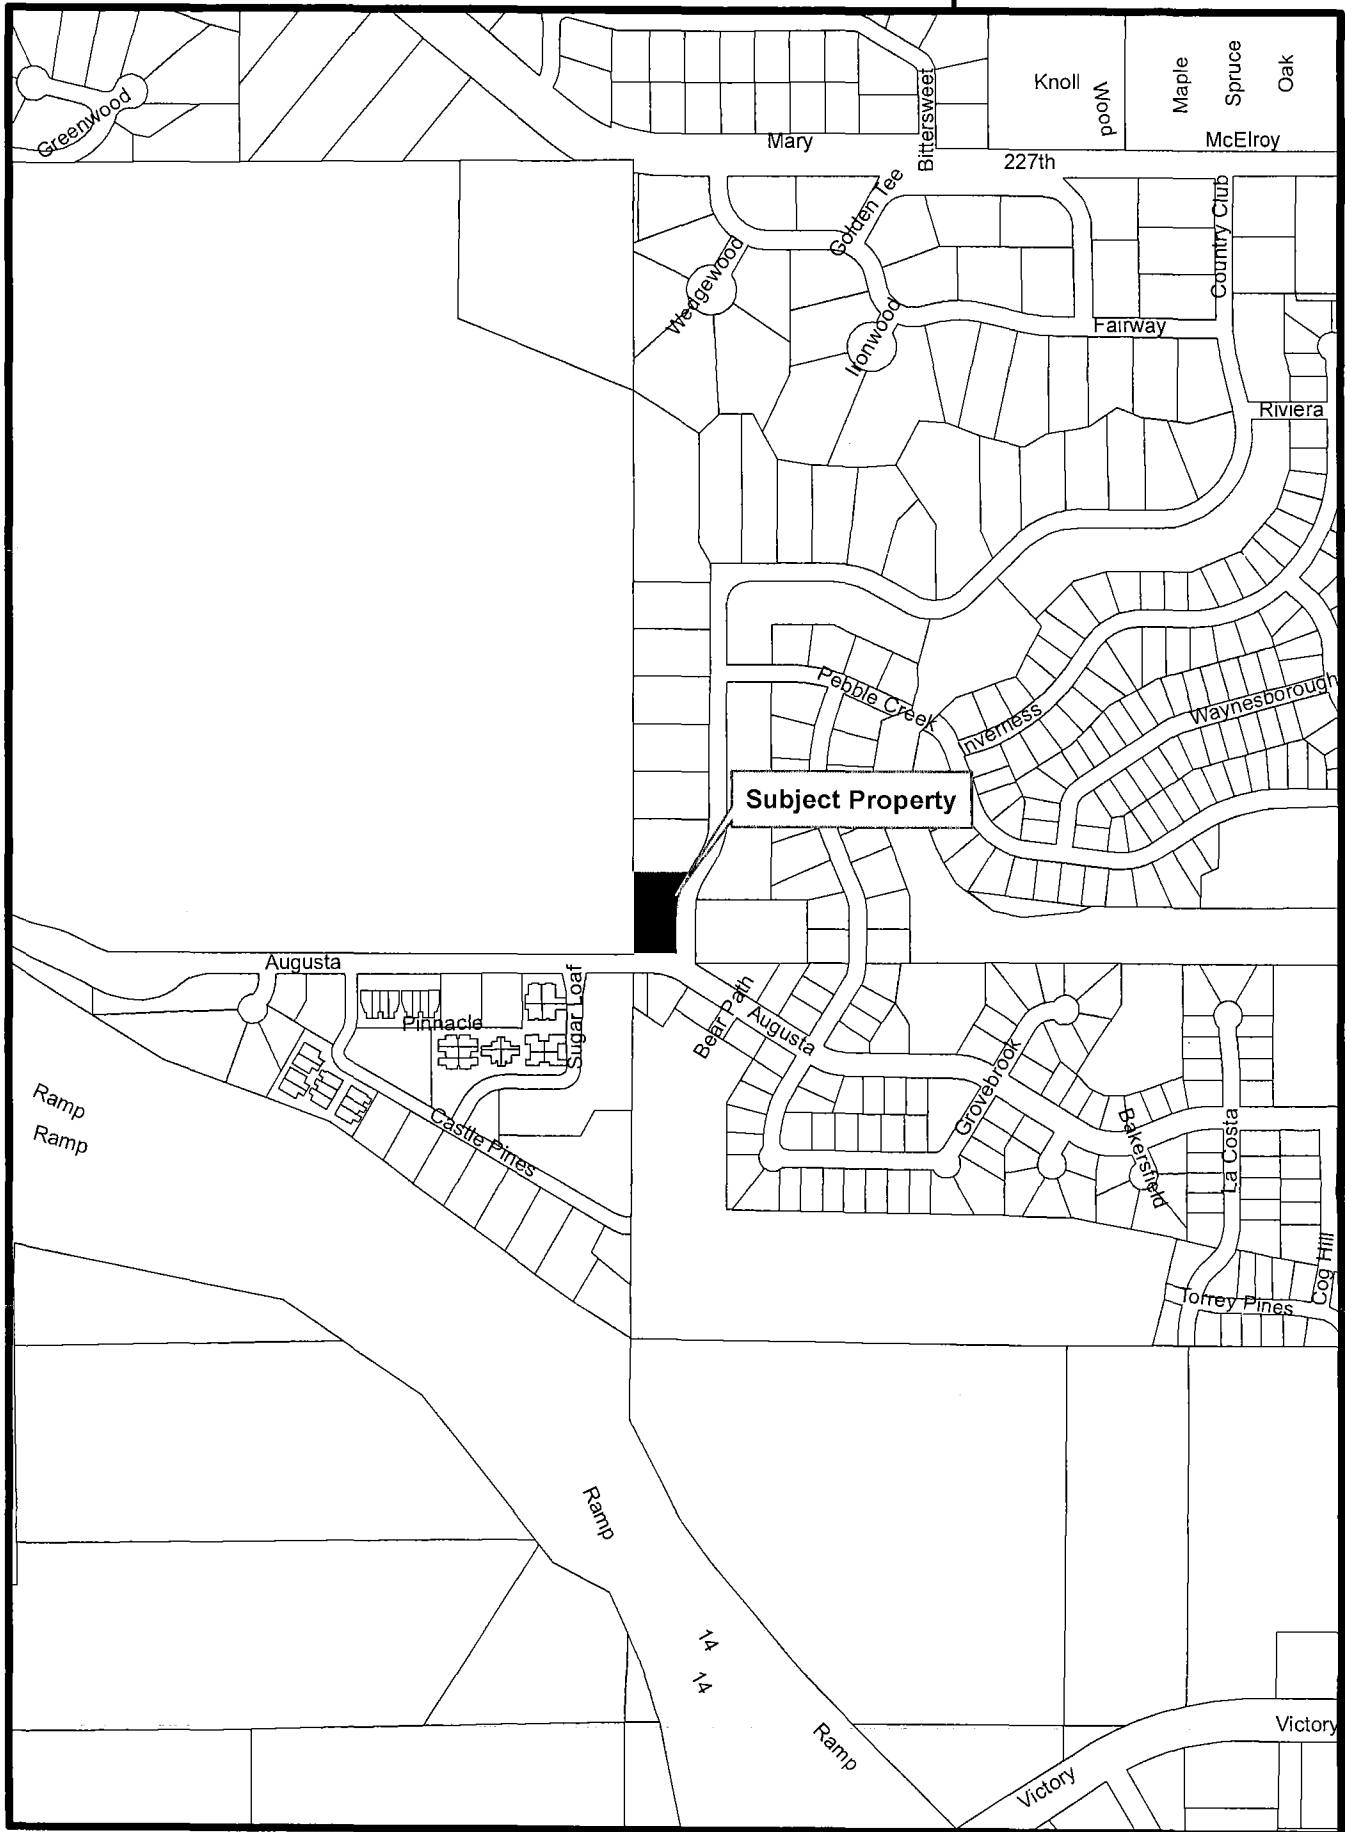 Greenwood
Mary
Bittersweet
Knoll
Wood
Maple
Spruce
Oak
McElroy
227th
Golden Tee
Country Club
Wedgewood
Ironwood
Fairway
Riviera
Pebble Creek
Inverness
Waynesborough
Subject Property
Augusta
Sugar Loaf
Pinnacle
Bear Path
Augusta
Grovebrook
Castle Pines
Bakersfield
La Costa
Ramp
Ramp
Cog Hill
Torrey Pines
Ramp
14
14
Ramp
Victory
Victory